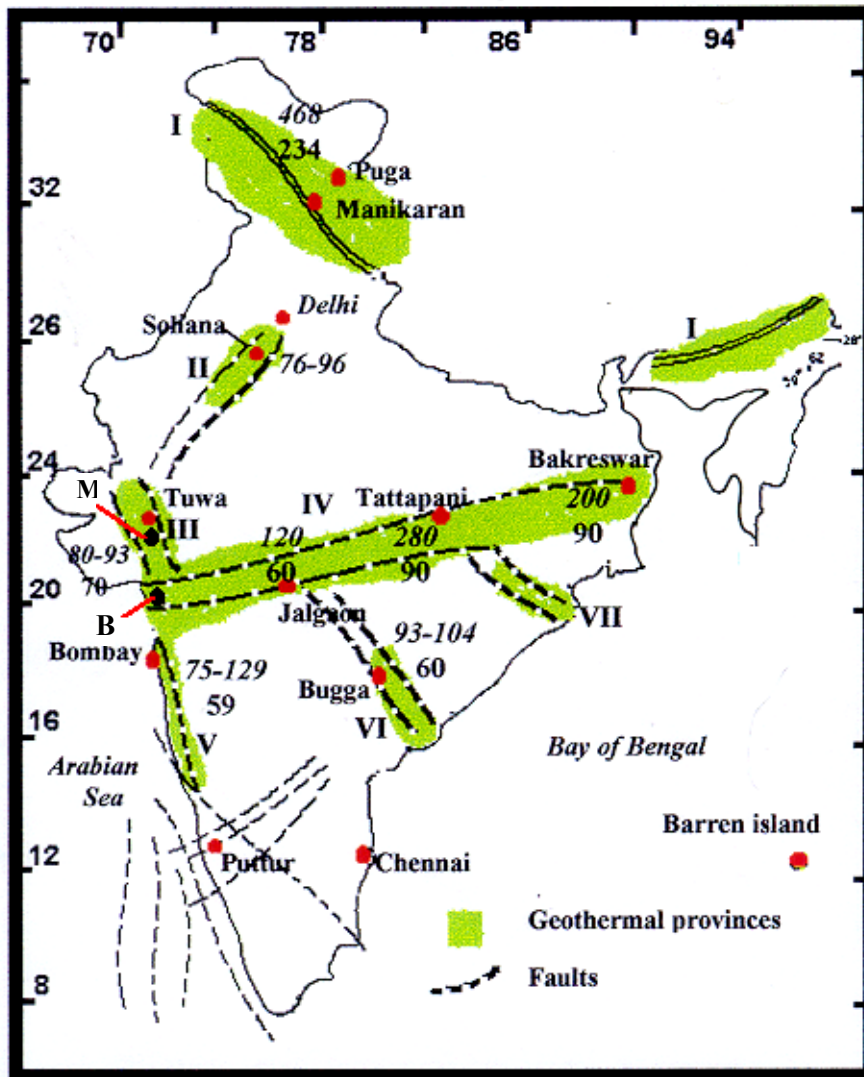 70 78 86 94
468
I
234
Puga
32
Manikaran
Delhi
Sohana
26
I
28°
II
76-96
62
24
Bakreswar
M
Tuwa
IV
Tattapani
200
III
120
280
90
80-93
60
90
70
20
Jalgaon
VII
B
93-104
Bombay
75-129
60
59
Bugga
16
V
VI
Bay of Bengal
Arabian
Sea
Barren island
12
Puttur
Chennai
Geothermal provinces
8
Faults